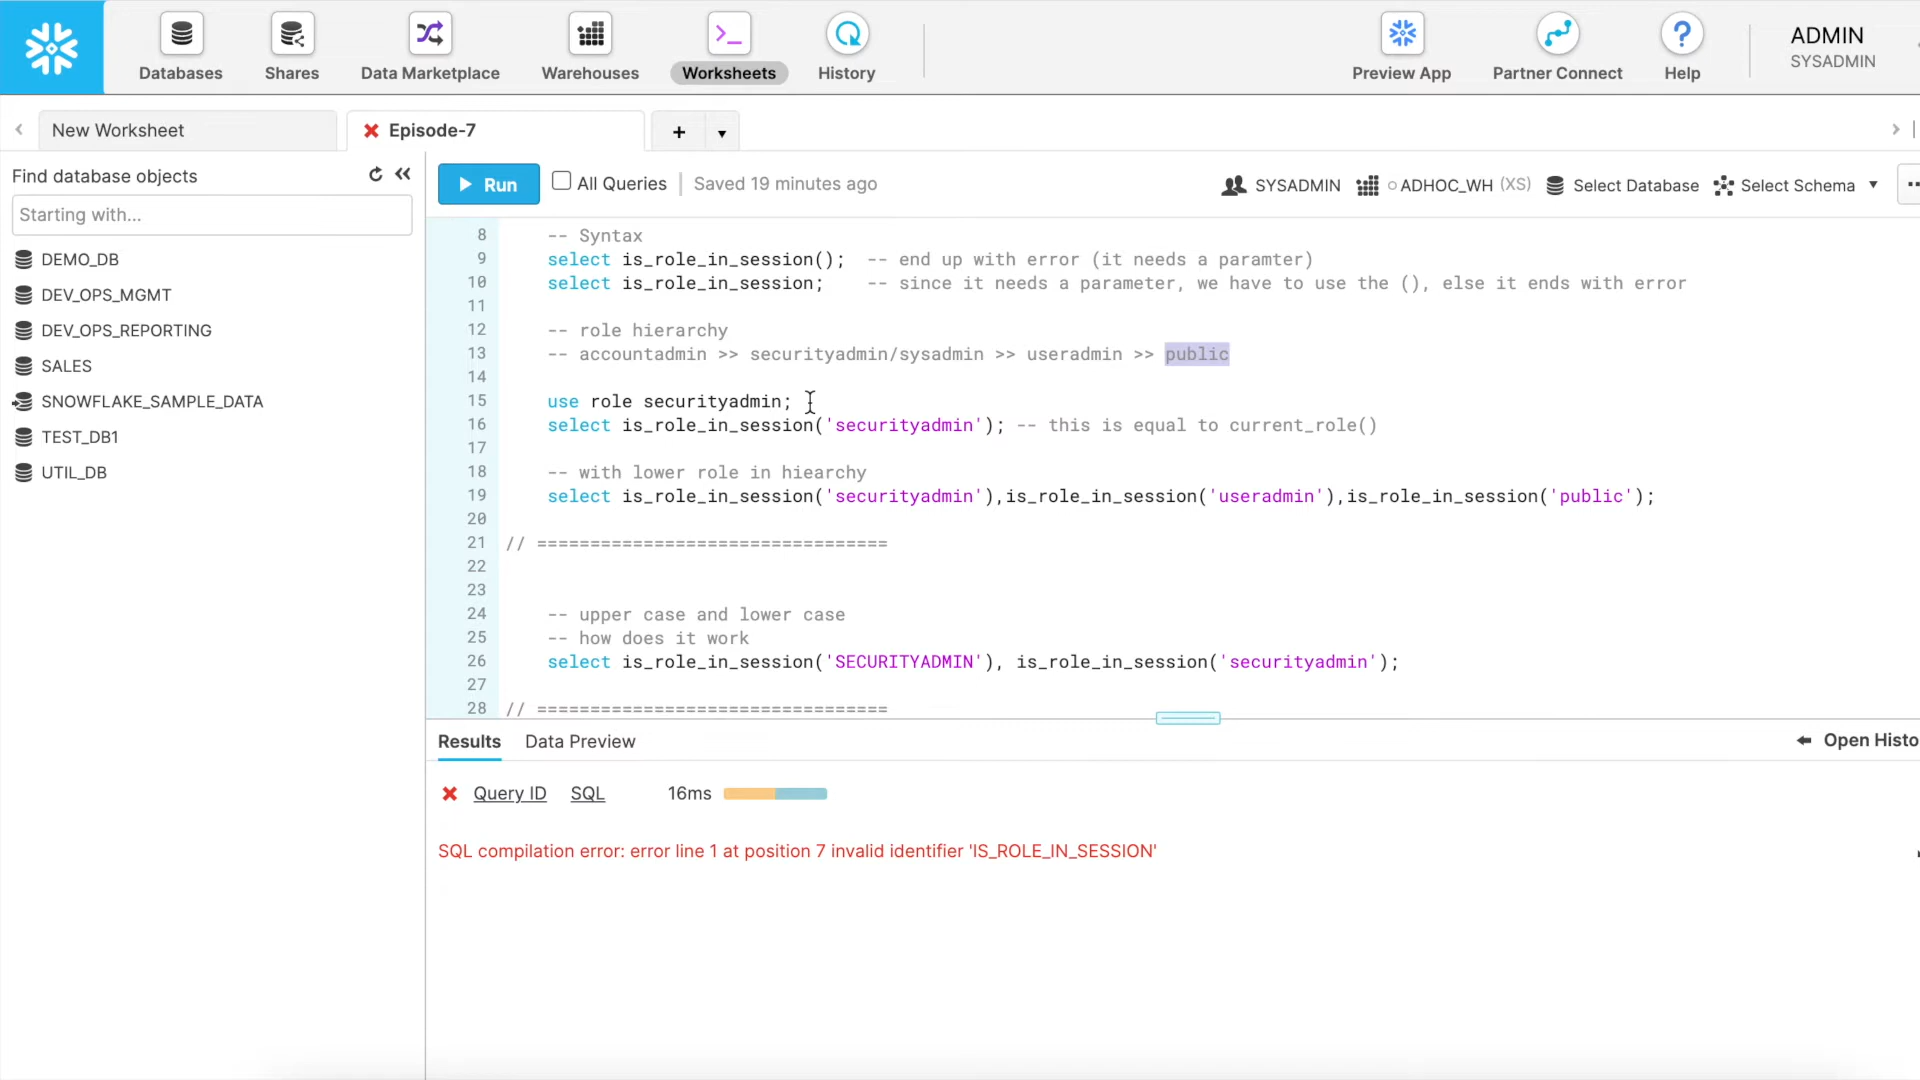 Databases
Shares
Data Marketplace
Warehouses
Worksheets
History
Preview App
Partner Connect
Help
ADMIN
SYSADMIN
New Worksheet
Episode-7
Find database objects
Starting with...
DEMO_DB
DEV_OPS_MGMT
DEV_OPS_REPORTING
SALES
SNOWFLAKE_SAMPLE_DATA
TEST_DB1
UTIL_DB
Run All Queries Saved 19 minutes ago SYSADMIN ADHOC_WH (XS) Select Database Select Schema
8 -- Syntax
9 select is_role_in_session(); -- end up with error (it needs a paramter)
10 select is_role_in_session; -- since it needs a parameter, we have to use the (), else it ends with error
11
12 -- role hierarchy
13 -- accountadmin >> securityadmin/sysadmin >> useradmin >> public
14
15 use role securityadmin;
16 select is_role_in_session('securityadmin'); -- this is equal to current_role()
17
18 -- with lower role in hiearchy
19 select is_role_in_session('securityadmin'),is_role_in_session('useradmin'),is_role_in_session('public');
20
21 // =================================
22
23
24 -- upper case and lower case
25 -- how does it work
26 select is_role_in_session('SECURITYADMIN'), is_role_in_session('securityadmin');
27
28 // =================================
Results Data Preview Open Histo
Query ID SQL 16ms
SQL compilation error: error line 1 at position 7 invalid identifier 'IS_ROLE_IN_SESSION'